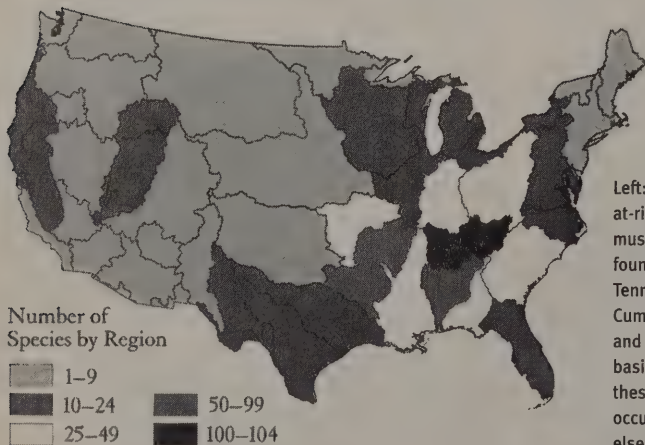 Number of
Species by Region
1–9
10–24
25–49
50–99
100–104
Left:
at-ri
mus
foun
Tenn
Cum
and
basi
thes
occu
else